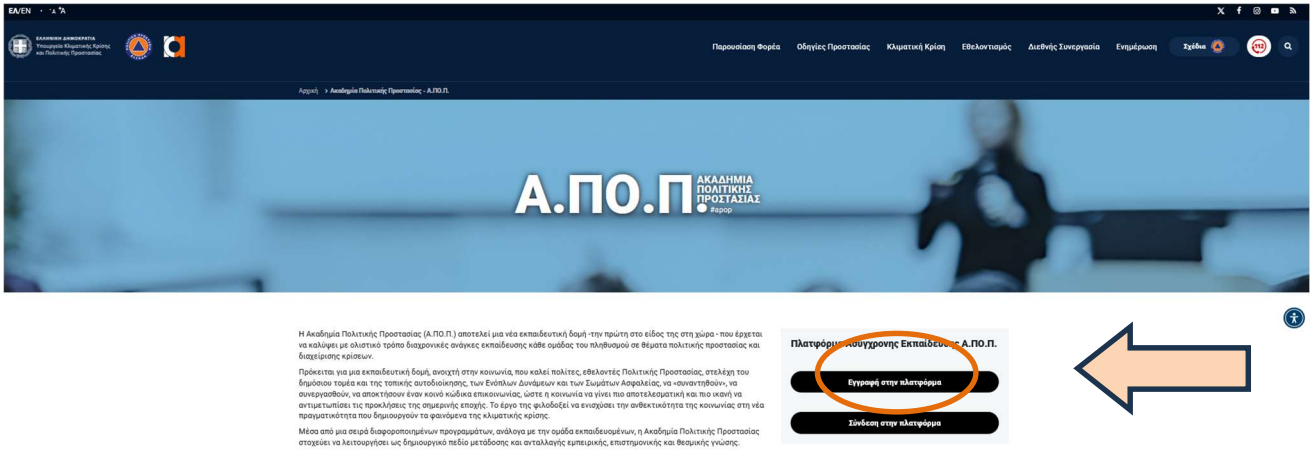 ΕΛ/EN · -A +A
ΕΛΛΗΝΙΚΗ ΔΗΜΟΚΡΑΤΙΑ
Υπουργείο Κλιματικής Κρίσης
και Πολιτικής Προστασίας
Παρουσίαση Φορέα Οδηγίες Προστασίας Κλιματική Κρίση Εθελοντισμός Διεθνής Συνεργασία Ενημέρωση Σχέδια 112
Αρχική > Ακαδημία Πολιτικής Προστασίας - Α.ΠΟ.Π.
Α.ΠΟ.Π.
ΑΚΑΔΗΜΙΑ
ΠΟΛΙΤΙΚΗΣ
ΠΡΟΣΤΑΣΙΑΣ
#apop
Η Ακαδημία Πολιτικής Προστασίας (Α.ΠΟ.Π.) αποτελεί μια νέα εκπαιδευτική δομή -την πρώτη στο είδος της στη χώρα - που έρχεται
να καλύψει με ολιστικό τρόπο διαχρονικές ανάγκες εκπαίδευσης κάθε ομάδας του πληθυσμού σε θέματα πολιτικής προστασίας και
διαχείρισης κρίσεων.
Πρόκειται για μια εκπαιδευτική δομή, ανοιχτή στην κοινωνία, που καλεί πολίτες, εθελοντές Πολιτικής Προστασίας, στελέχη του
δημόσιου τομέα και της τοπικής αυτοδιοίκησης, των Ενόπλων Δυνάμεων και των Σωμάτων Ασφαλείας, να «συναντηθούν», να
συνεργασθούν, να αποκτήσουν έναν κοινό κώδικα επικοινωνίας, ώστε η κοινωνία να γίνει πιο αποτελεσματική και πιο ικανή να
αντιμετωπίσει τις προκλήσεις της σημερινής εποχής. Το έργο της φιλοδοξεί να ενισχύσει την ανθεκτικότητα της κοινωνίας στη νέα
πραγματικότητα που δημιουργούν τα φαινόμενα της κλιματικής κρίσης.
Μέσα από μια σειρά διαφοροποιημένων προγραμμάτων, ανάλογα με την ομάδα εκπαιδευομένων, η Ακαδημία Πολιτικής Προστασίας
στοχεύει να λειτουργήσει ως δημιουργικό πεδίο μετάδοσης και ανταλλαγής εμπειρικής, επιστημονικής και θεσμικής γνώσης.
Πλατφόρμα Ασύγχρονης Εκπαίδευσης Α.ΠΟ.Π.
Εγγραφή στην πλατφόρμα
Σύνδεση στην πλατφόρμα